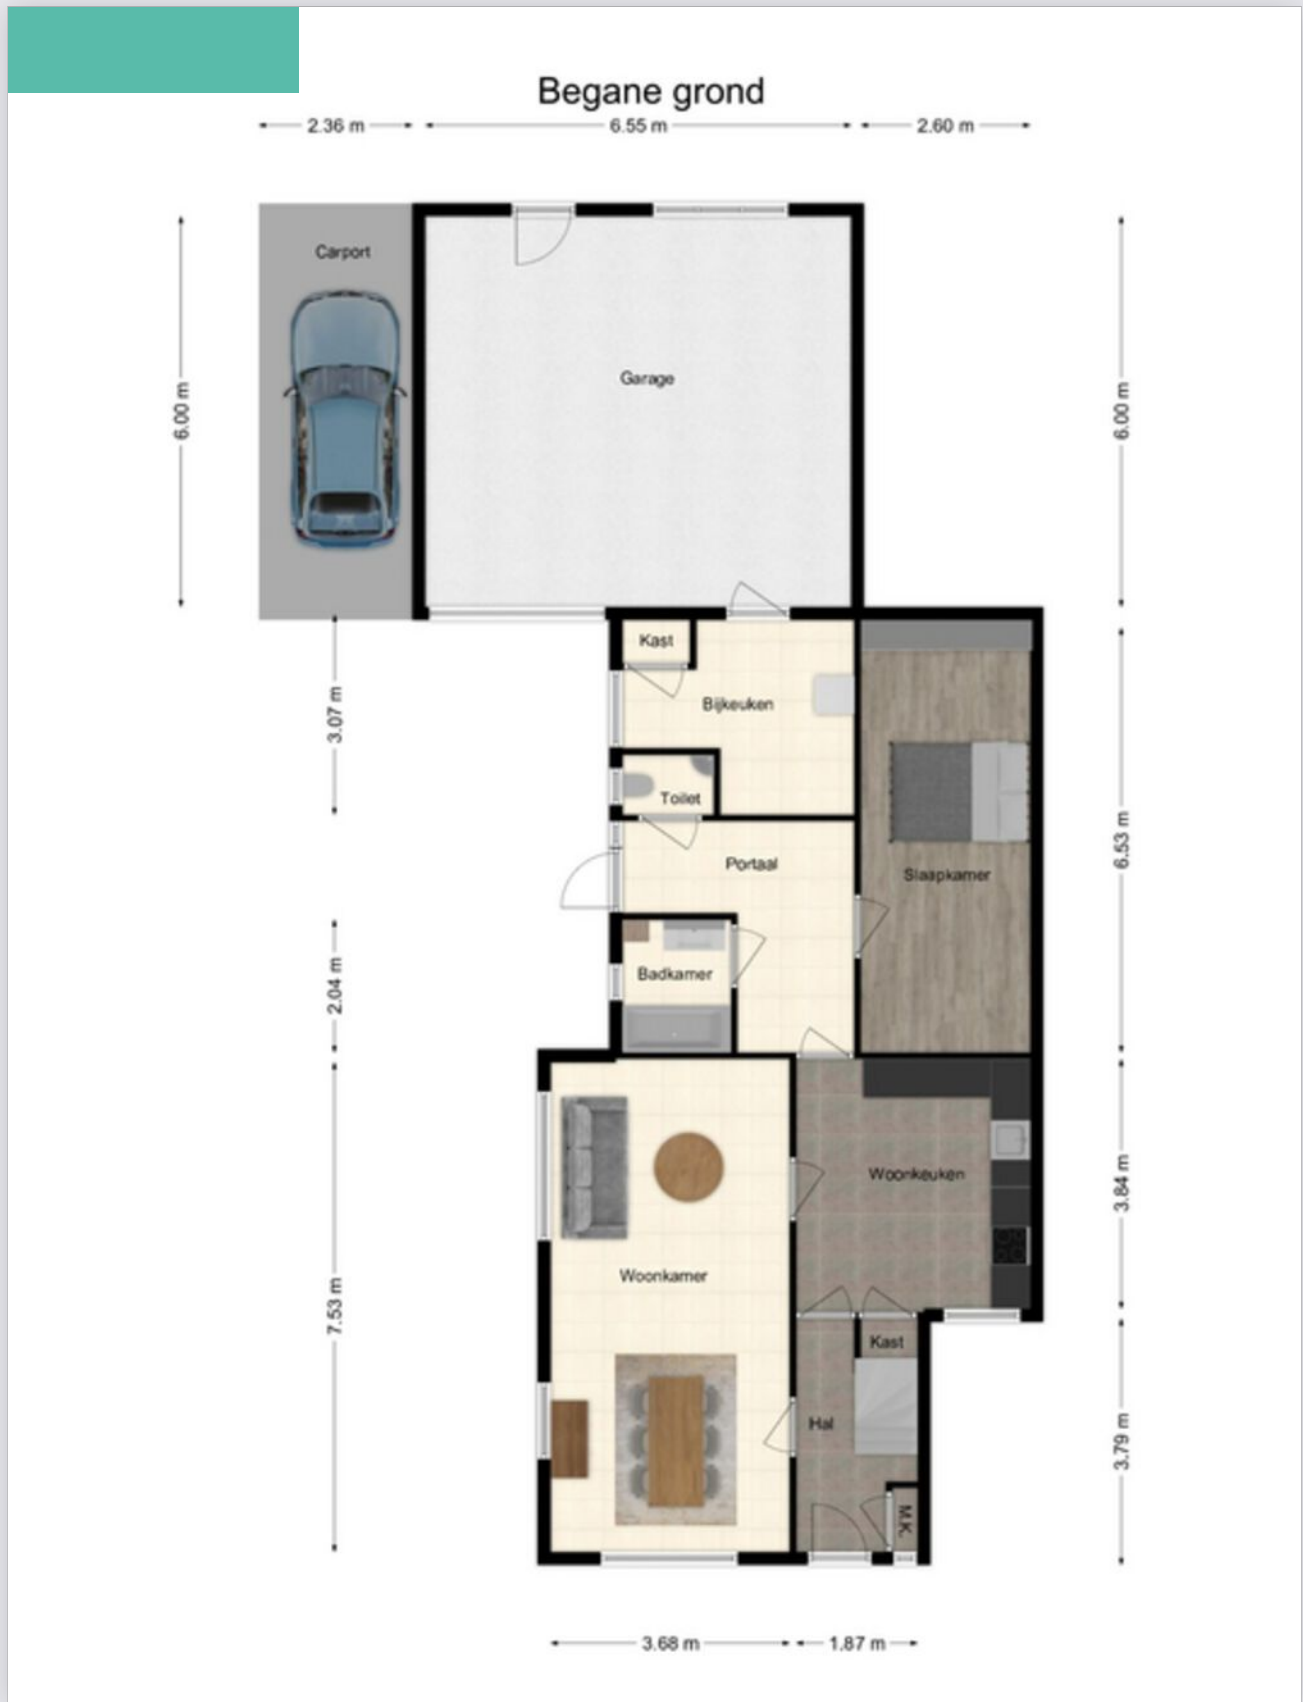 Begane grond
2.36 m
6.55 m
2.60 m
Carport
Garage
6.00 m
6.00 m
Kast
Bijkeuken
3.07 m
Toilet
Portaal
Slaapkamer
6.53 m
Badkamer
2.04 m
Woonkeuken
3.84 m
Woonkamer
7.53 m
Kast
Hal
3.79 m
M.K.
3.68 m
1.87 m